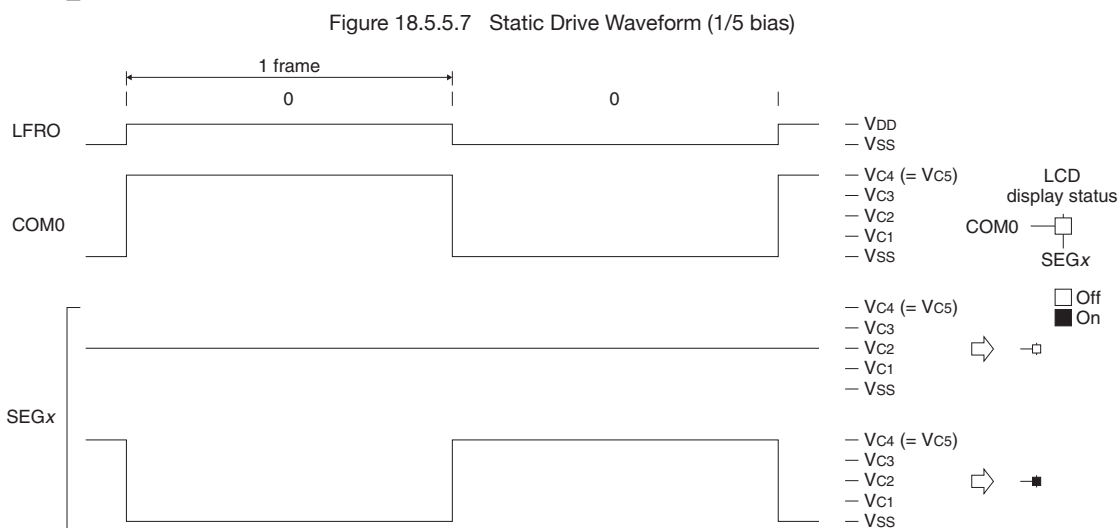 Figure 18.5.5.7 Static Drive Waveform (1/5 bias)
1 frame
0 0
LFRO
VDD
VSS
COM0
VC4 (= VC5)
VC3
VC2
VC1
VSS
LCD
display status
COM0
SEGx
Off
On
SEGx
VC4 (= VC5)
VC3
VC2
VC1
VSS
VC4 (= VC5)
VC3
VC2
VC1
VSS